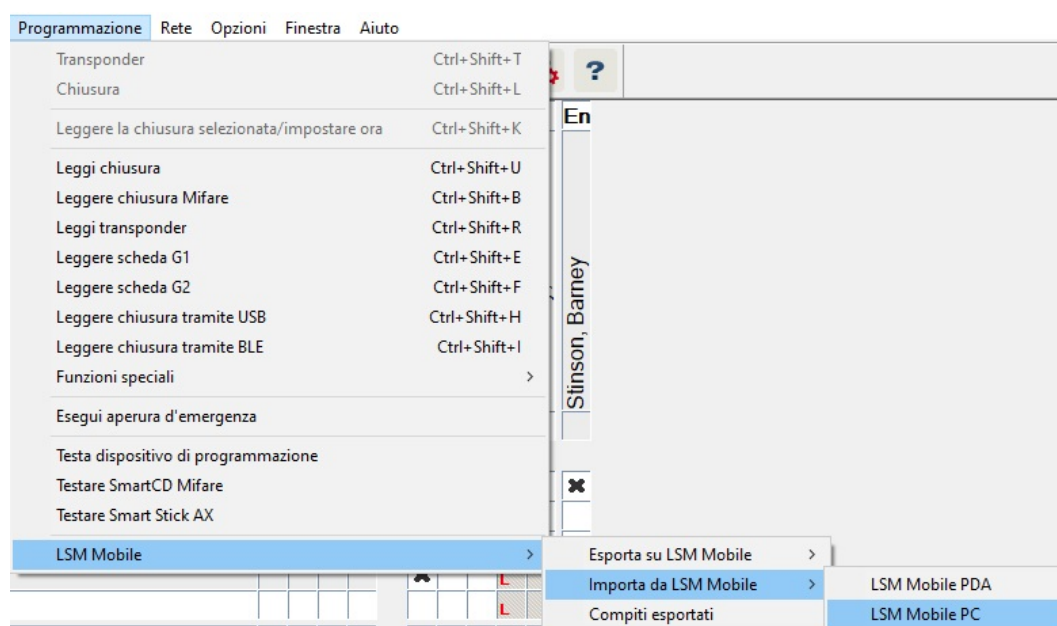 Programmazione Rete Opzioni Finestra Aiuto
Transponder Ctrl+Shift+T
Chiusura Ctrl+Shift+L
?
Leggere la chiusura selezionata/impostare ora Ctrl+Shift+K
En
Leggi chiusura Ctrl+Shift+U
Leggere chiusura Mifare Ctrl+Shift+B
Leggi transponder Ctrl+Shift+R
Leggere scheda G1 Ctrl+Shift+E
Leggere scheda G2 Ctrl+Shift+F
Leggere chiusura tramite USB Ctrl+Shift+H
Leggere chiusura tramite BLE Ctrl+Shift+I
Stinson, Barney
Funzioni speciali >
Esegui aperura d'emergenza
Testa dispositivo di programmazione
Testare SmartCD Mifare
Testare Smart Stick AX
LSM Mobile >
Esporta su LSM Mobile >
Importa da LSM Mobile >
LSM Mobile PDA
Compiti esportati
LSM Mobile PC
L
L